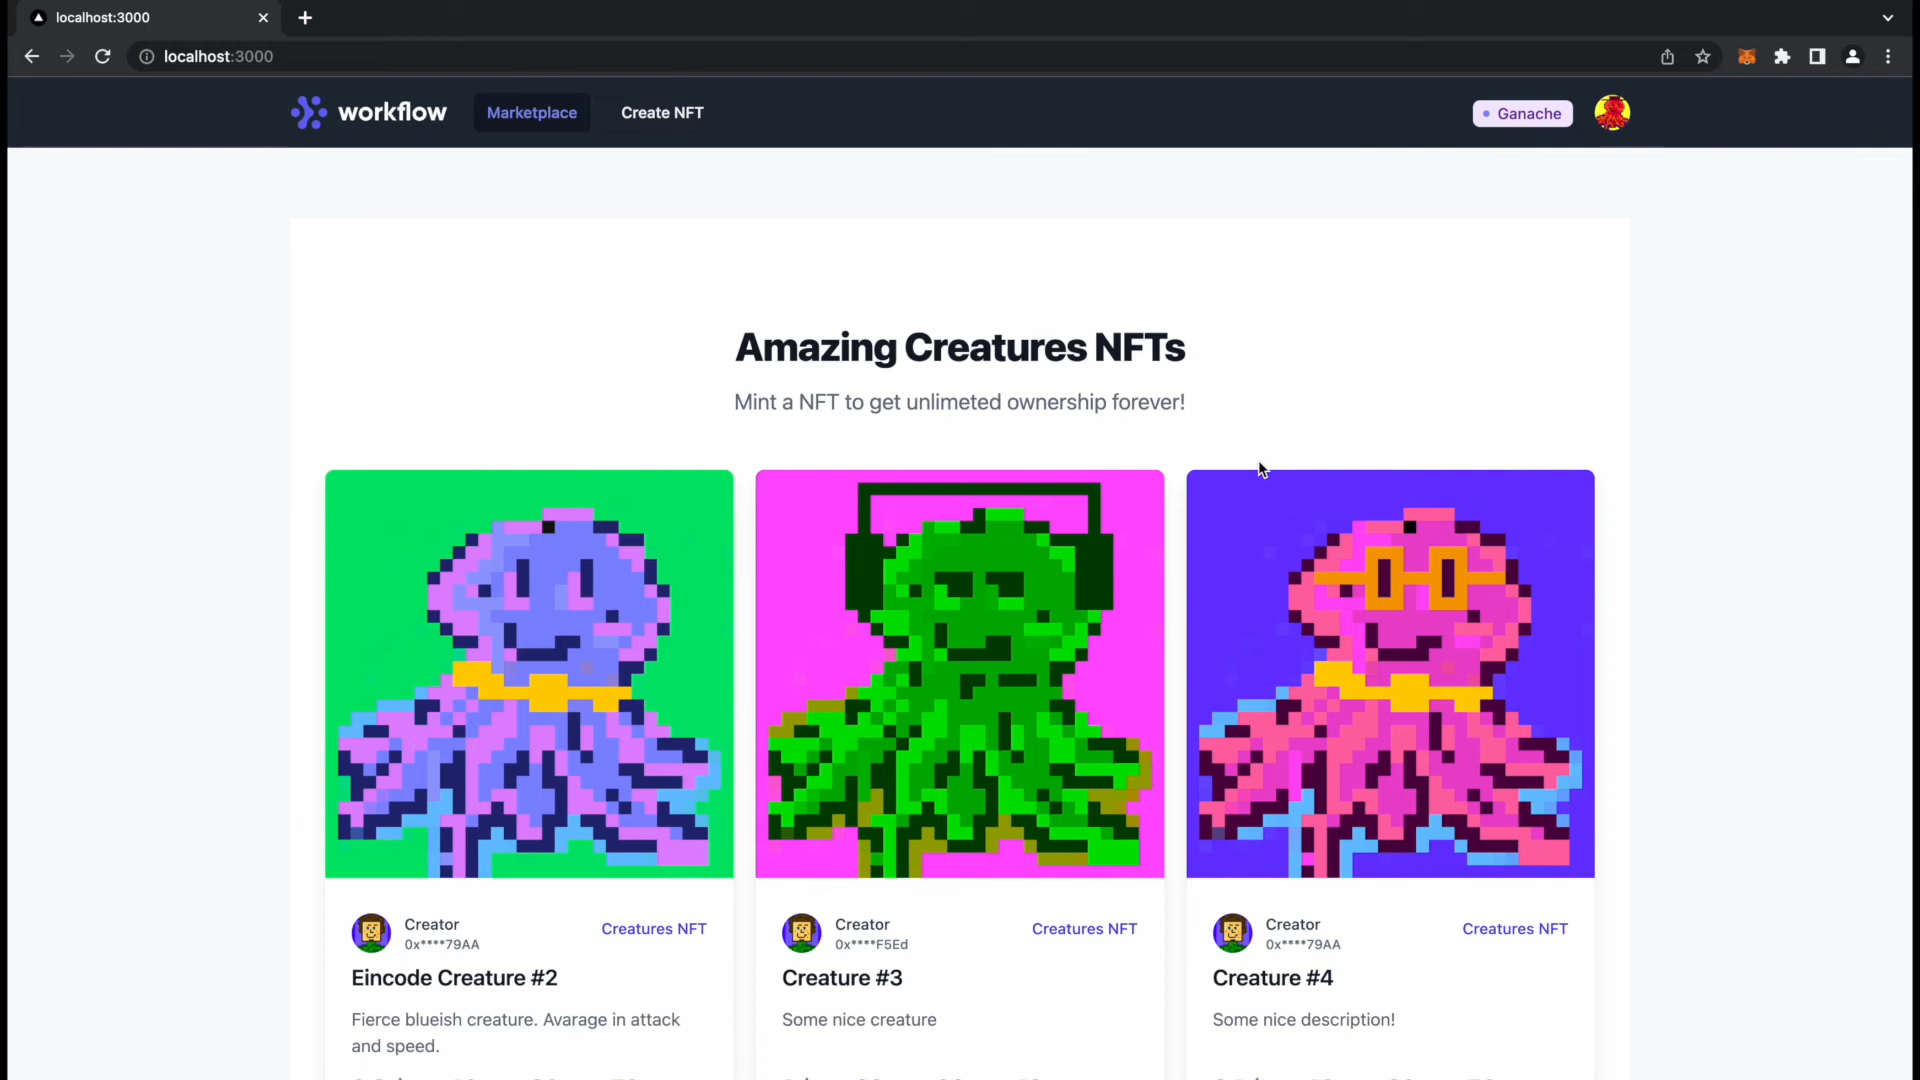 localhost:3000
localhost:3000
workflow
Marketplace
Create NFT
Ganache
Amazing Creatures NFTs
Mint a NFT to get unlimeted ownership forever!
Creator
0x****79AA
Creatures NFT
Eincode Creature #2
Fierce blueish creature. Avarage in attack
and speed.
Creator
0x****F5Ed
Creatures NFT
Creature #3
Some nice creature
Creator
0x****79AA
Creatures NFT
Creature #4
Some nice description!